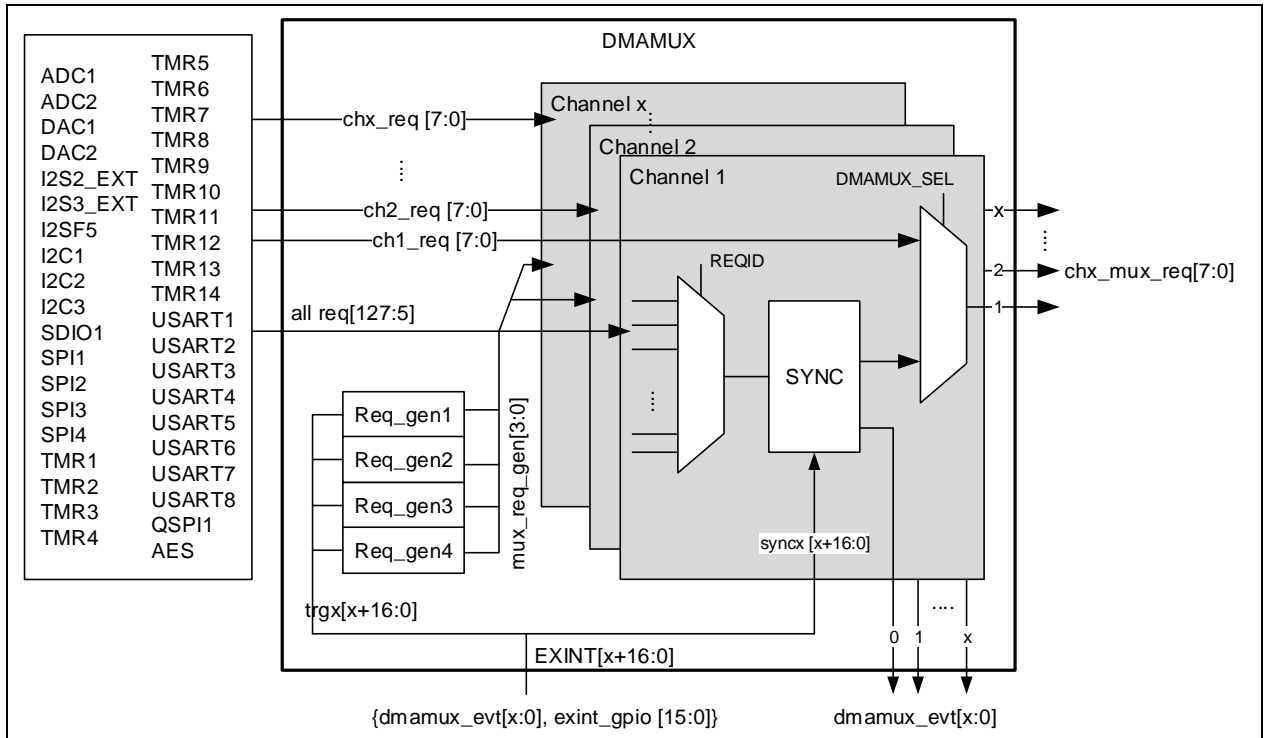 DMAMUX
ADC1
ADC2
DAC1
DAC2
I2S2_EXT
I2S3_EXT
I2SF5
I2C1
I2C2
I2C3
SDIO1
SPI1
SPI2
SPI3
SPI4
TMR1
TMR2
TMR3
TMR4
TMR5
TMR6
TMR7
TMR8
TMR9
TMR10
TMR11
TMR12
TMR13
TMR14
USART1
USART2
USART3
USART4
USART5
USART6
USART7
USART8
QSPI1
AES
chx_req [7:0]
ch2_req [7:0]
ch1_req [7:0]
all req[127:5]
Req_gen1
Req_gen2
Req_gen3
Req_gen4
mux_req_gen[3:0]
trgx[x+16:0]
Channel x
Channel 2
Channel 1
DMAMUX_SEL
REQID
SYNC
syncx [x+16:0]
x
2
1
chx_mux_req[7:0]
0 1 x
EXINT[x+16:0]
{dmamux_evt[x:0], exint_gpio [15:0]}
dmamux_evt[x:0]